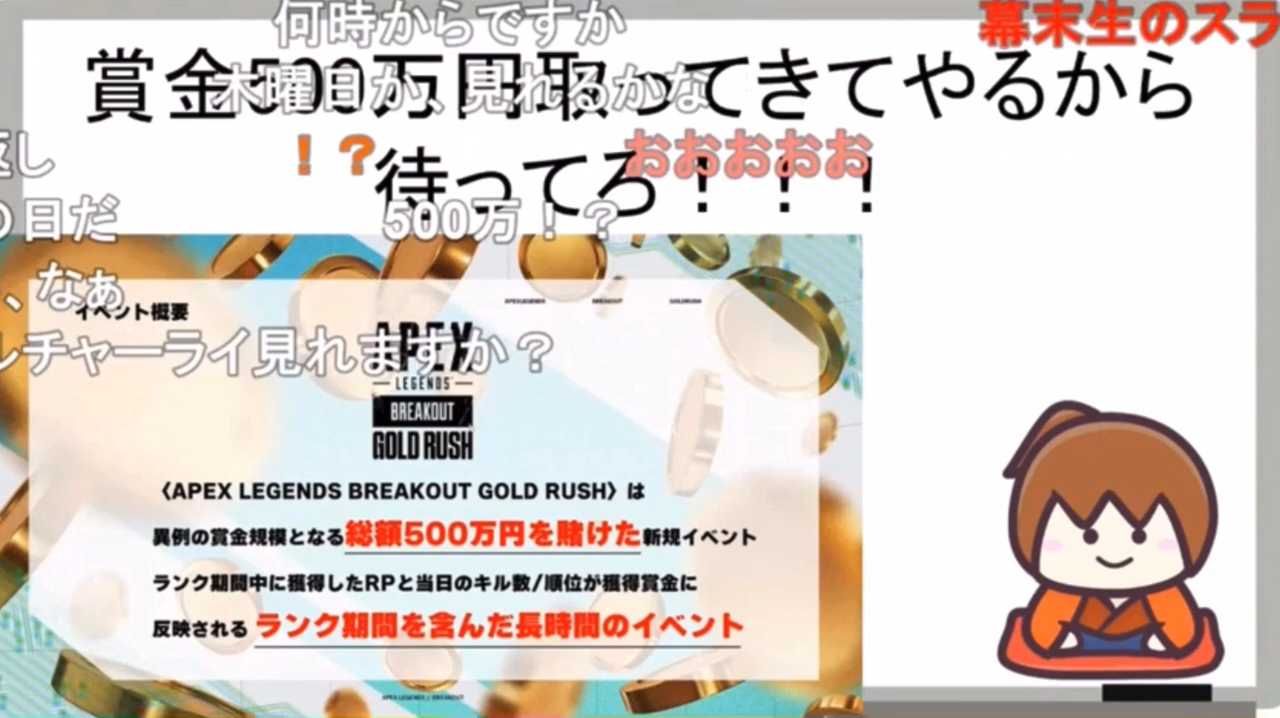 何時からですか
幕末生のスラ
賞金500万円取ってきてやるから
木曜日か、見れるかな
返し
！？
待ってろ！！！
おおおおお
の日だ
500万！？
、なぁ
イベント概要
APEXLEGENDS BREAKOUT GOLDRUSH
ルチャーライ見れますか？
APEX
LEGENDS
BREAKOUT
GOLD RUSH
〈APEX LEGENDS BREAKOUT GOLD RUSH〉は
異例の賞金規模となる総額500万円を賭けた新規イベント
ランク期間中に獲得したRPと当日のキル数/順位が獲得賞金に
反映される ランク期間を含んだ長時間のイベント
APEX LEGENDS / BREAKOUT